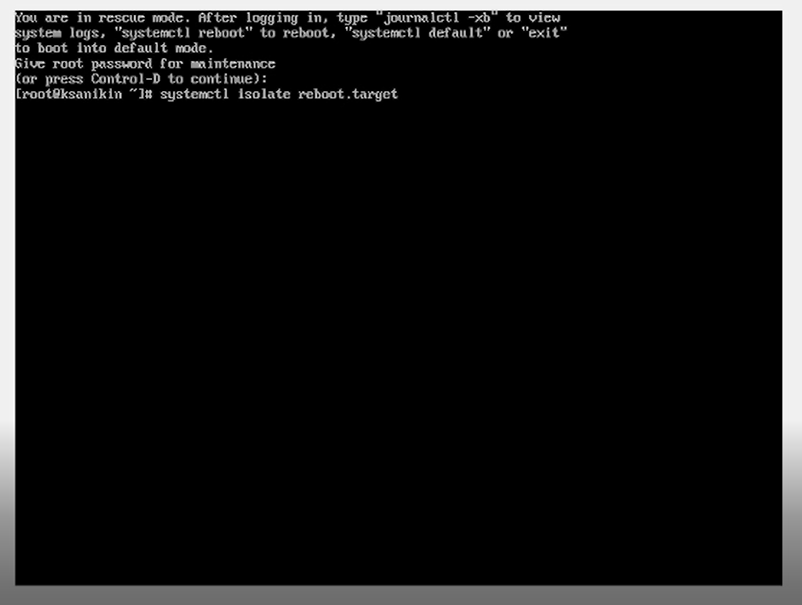 You are in rescue mode. After logging in, type "journalctl -xb" to view
system logs, "systemctl reboot" to reboot, "systemctl default" or "exit"
to boot into default mode.
Give root password for maintenance
(or press Control-D to continue):
[root@ksanikin ~]# systemctl isolate reboot.target